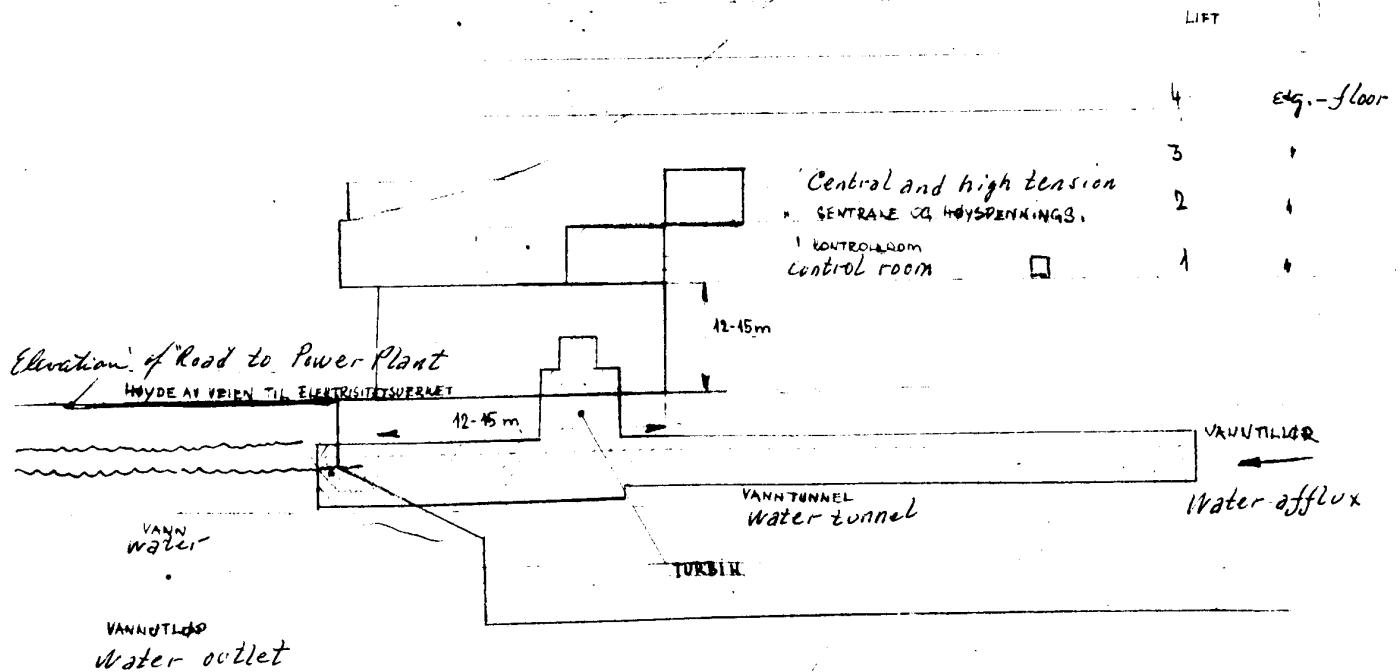 LIFT
4 etg.-floor
3 "
Central and high tension
2 "
SENTRALE OG HØYSPENNINGS.
KONTROLLROOM
control room
1 "
12-15m
Elevation of Road to Power Plant
HØYDE AV VEIEN TIL ELEKTRISITETSVERKET
12-15 m
VANNTILLØP
VANNTUNNEL
Water tunnel
Water afflux
VANN
Water
TURBIN
VANNUTLØP
Water outlet